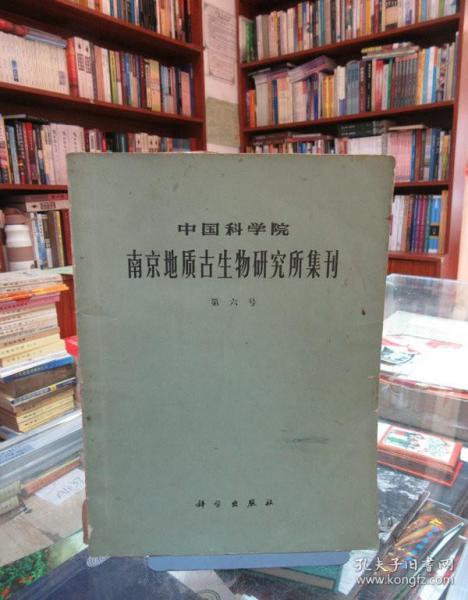 中国科学院
南京地质古生物研究所集刊
第六号
科学出版社
孔夫子旧书网
www.kongfz.com